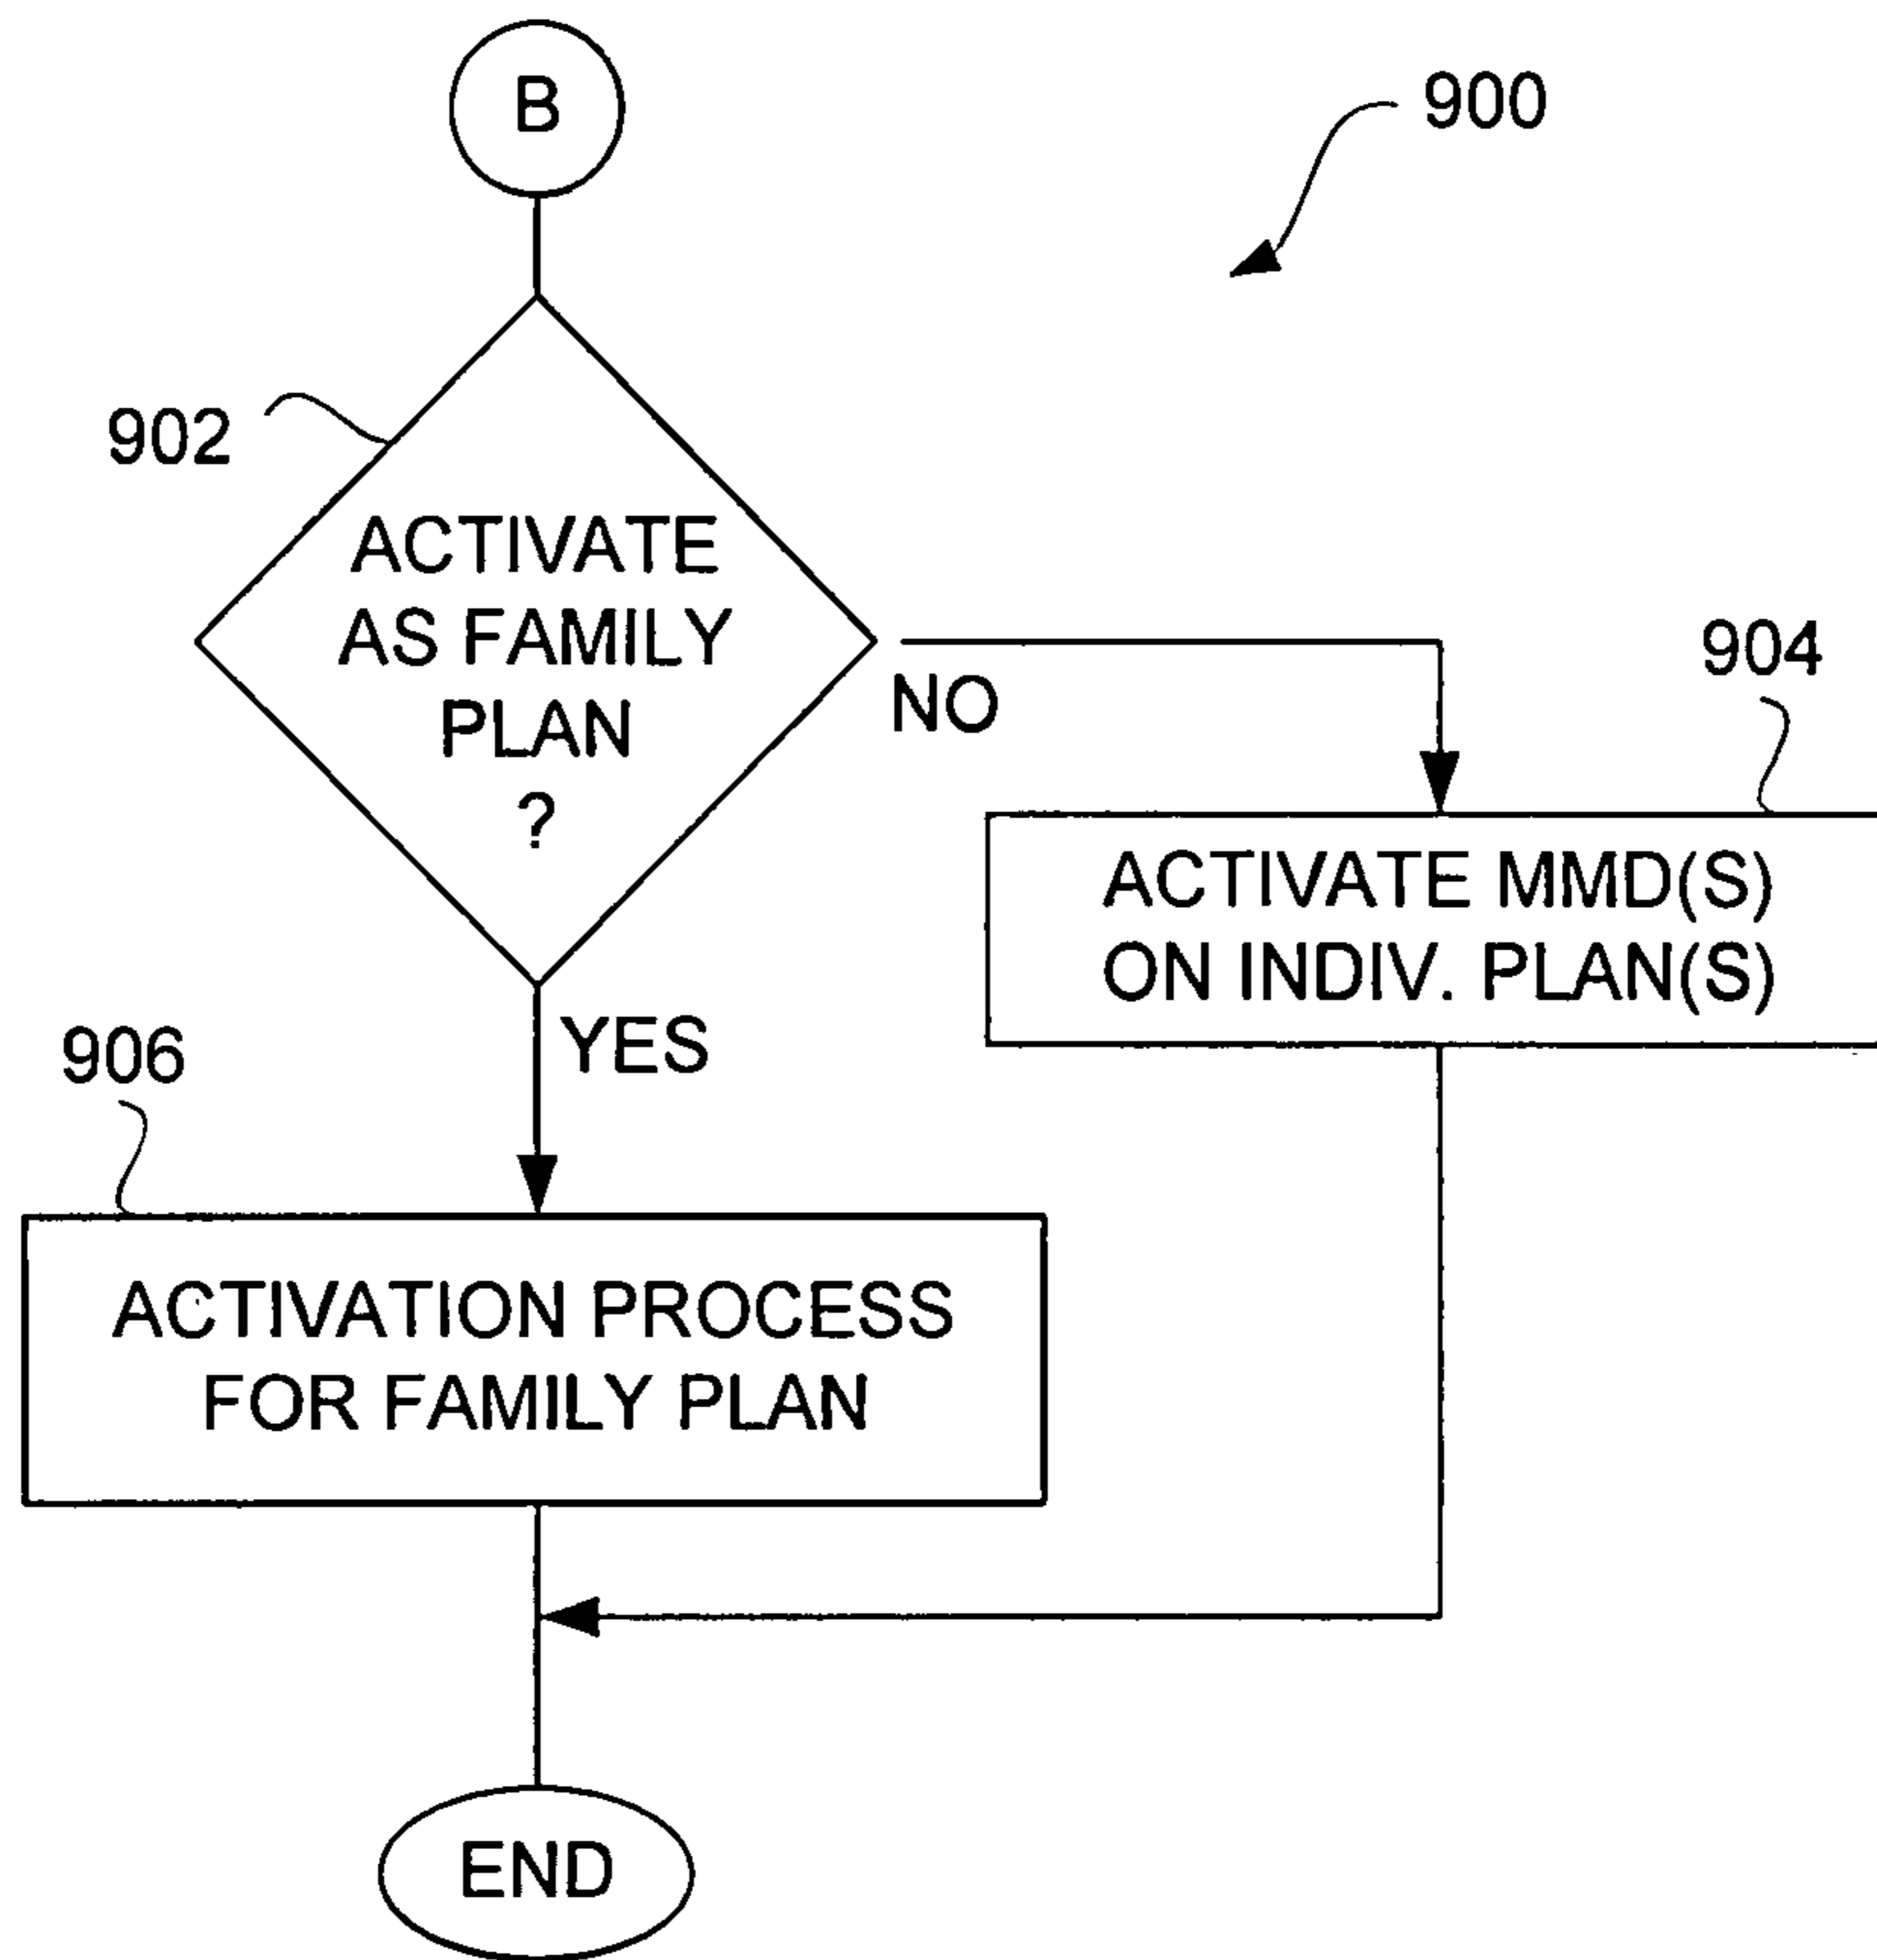 B
900
902
ACTIVATE
AS FAMILY
PLAN
?
NO
904
ACTIVATE MMD(S)
ON INDIV. PLAN(S)
YES
906
ACTIVATION PROCESS
FOR FAMILY PLAN
END